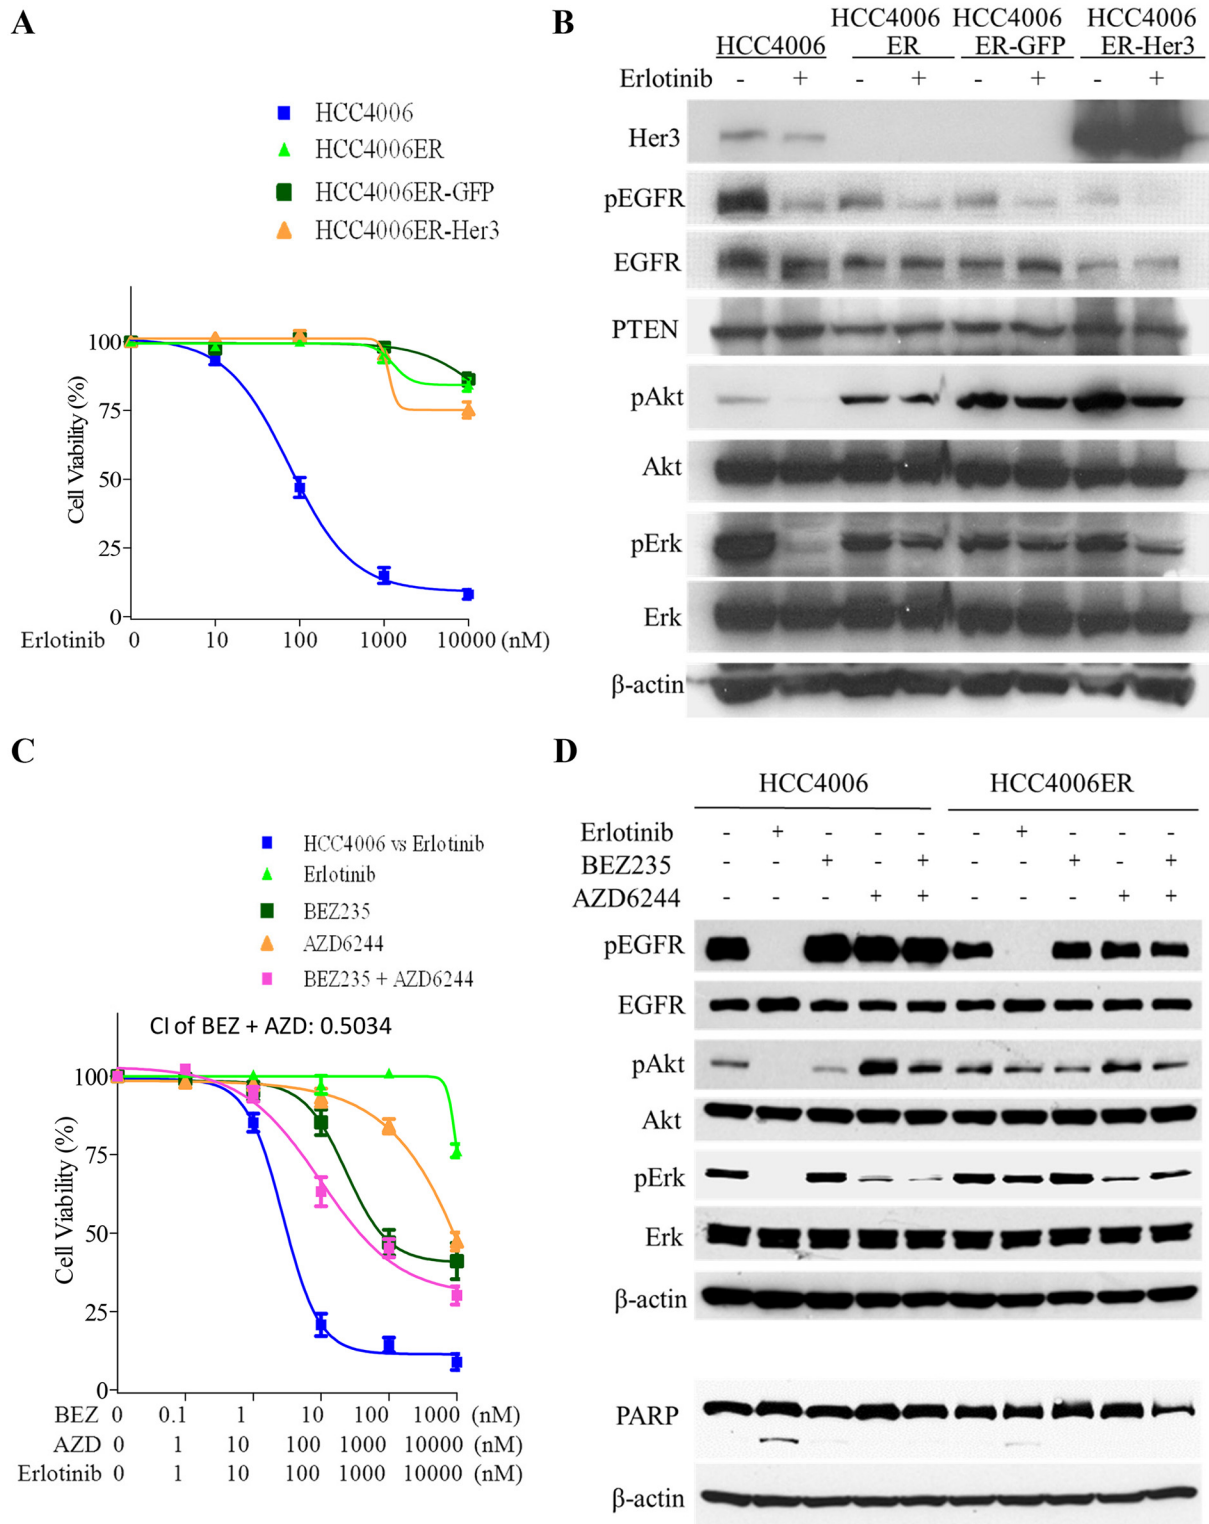 A
HCC4006
HCC4006ER
HCC4006ER-GFP
HCC4006ER-Her3
Cell Viability (%)
100
75
50
25
0
Erlotinib 0 10 100 1000 10000 (nM)
B
HCC4006 HCC4006 HCC4006
HCC4006 ER ER-GFP ER-Her3
Erlotinib - + - + - + - +
Her3
pEGFR
EGFR
PTEN
pAkt
Akt
pErk
Erk
β-actin
C
HCC4006 vs Erlotinib
Erlotinib
BEZ235
AZD6244
BEZ235 + AZD6244
CI of BEZ + AZD: 0.5034
Cell Viability (%)
100
75
50
25
0
BEZ 0 0.1 1 10 100 1000 (nM)
AZD 0 1 10 100 1000 10000 (nM)
Erlotinib 0 1 10 100 1000 10000 (nM)
D
HCC4006 HCC4006ER
Erlotinib - + - - - - + - - -
BEZ235 - - + - + - - + - +
AZD6244 - - - + + - - - + +
pEGFR
EGFR
pAkt
Akt
pErk
Erk
β-actin
PARP
β-actin